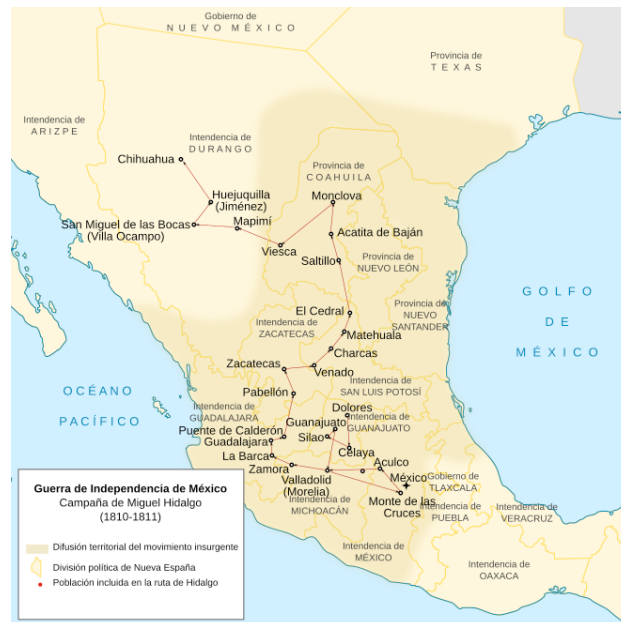 Gobierno de
NUEVO MÉXICO
Provincia de
TEXAS
Intendencia de
ARIZPE
Intendencia de
DURANGO
Chihuahua
Provincia de
COAHUILA
Huejuquilla
(Jiménez)
Monclova
San Miguel de las Bocas
(Villa Ocampo)
Mapimí
Acatita de Baján
Viesca
Saltillo
Provincia de
NUEVO LEÓN
GOLFO
DE
MÉXICO
El Cedral
Provincia de
NUEVO
SANTANDER
Intendencia de
ZACATECAS
Matehuala
Charcas
Zacatecas
Venado
Intendencia de
SAN LUIS POTOSÍ
OCÉANO
PACÍFICO
Pabellón
Intendencia de
GUADALAJARA
Dolores
Intendencia de
GUANAJUATO
Puente de Calderón
Guanajuato
Guadalajara
Silao
Celaya
La Barca
Zamora
Aculco
Valladolid
(Morelia)
México
Gobierno de
TLAXCALA
Monte de las
Cruces
Intendencia de
MICHOACÁN
Intendencia de
PUEBLA
Intendencia de
VERACRUZ
Intendencia de
MÉXICO
Intendencia de
OAXACA
Guerra de Independencia de México
Campaña de Miguel Hidalgo
(1810-1811)
Difusión territorial del movimiento insurgente
División política de Nueva España
Población incluida en la ruta de Hidalgo